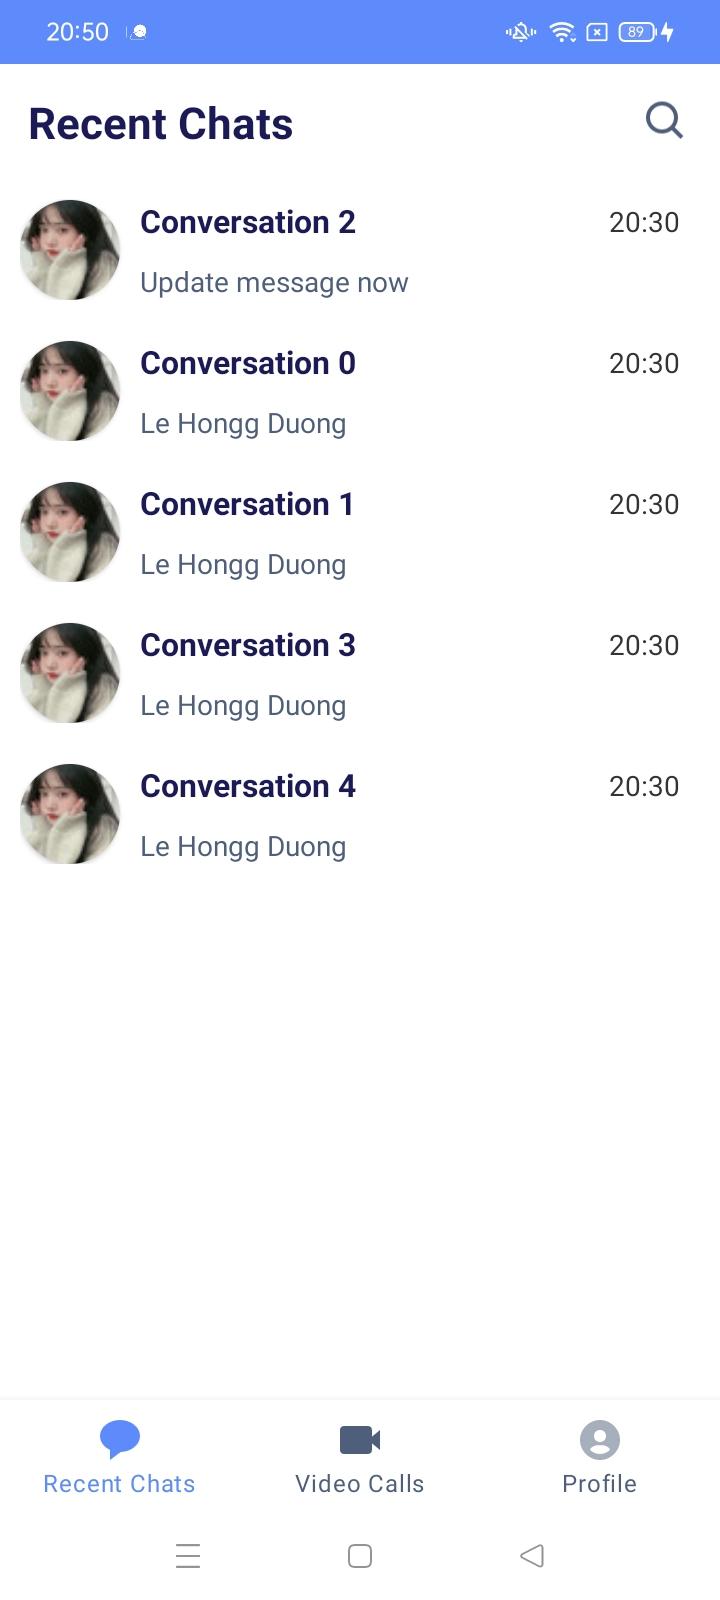 20:50
89
Recent Chats
Conversation 2 20:30
Update message now
Conversation 0 20:30
Le Hongg Duong
Conversation 1 20:30
Le Hongg Duong
Conversation 3 20:30
Le Hongg Duong
Conversation 4 20:30
Le Hongg Duong
Recent Chats Video Calls Profile